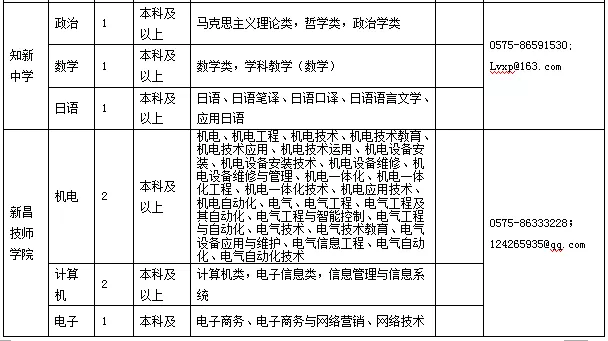 知新
中学
政治
1
本科及
以上
马克思主义理论类，哲学类，政治学类
0575-86591530;
Lvxp@163.com
数学
1
本科及
以上
数学类，学科教学（数学）
日语
1
本科及
以上
日语、日语笔译、日语口译、日语语言文学、
应用日语
新昌
技师
学院
机电
2
本科及
以上
机电、机电工程、机电技术、机电技术教育、
机电技术应用、机电技术运用、机电设备安
装、机电设备安装技术、机电设备维修、机
电设备维修与管理、机电一体化、机电一体
化工程、机电一体化技术、机电应用技术、
机电自动化、电气、电气工程、电气工程及
其自动化、电气工程与智能控制、电气工程
与自动化、电气技术、电气技术教育、电气
设备应用与维护、电气信息工程、电气自动
化、电气自动化技术
0575-86333228；
124265935@qq.com
计算
机
2
本科及
以上
计算机类，电子信息类，信息管理与信息系
统
电子
1
本科及
电子商务、电子商务与网络营销、网络技术